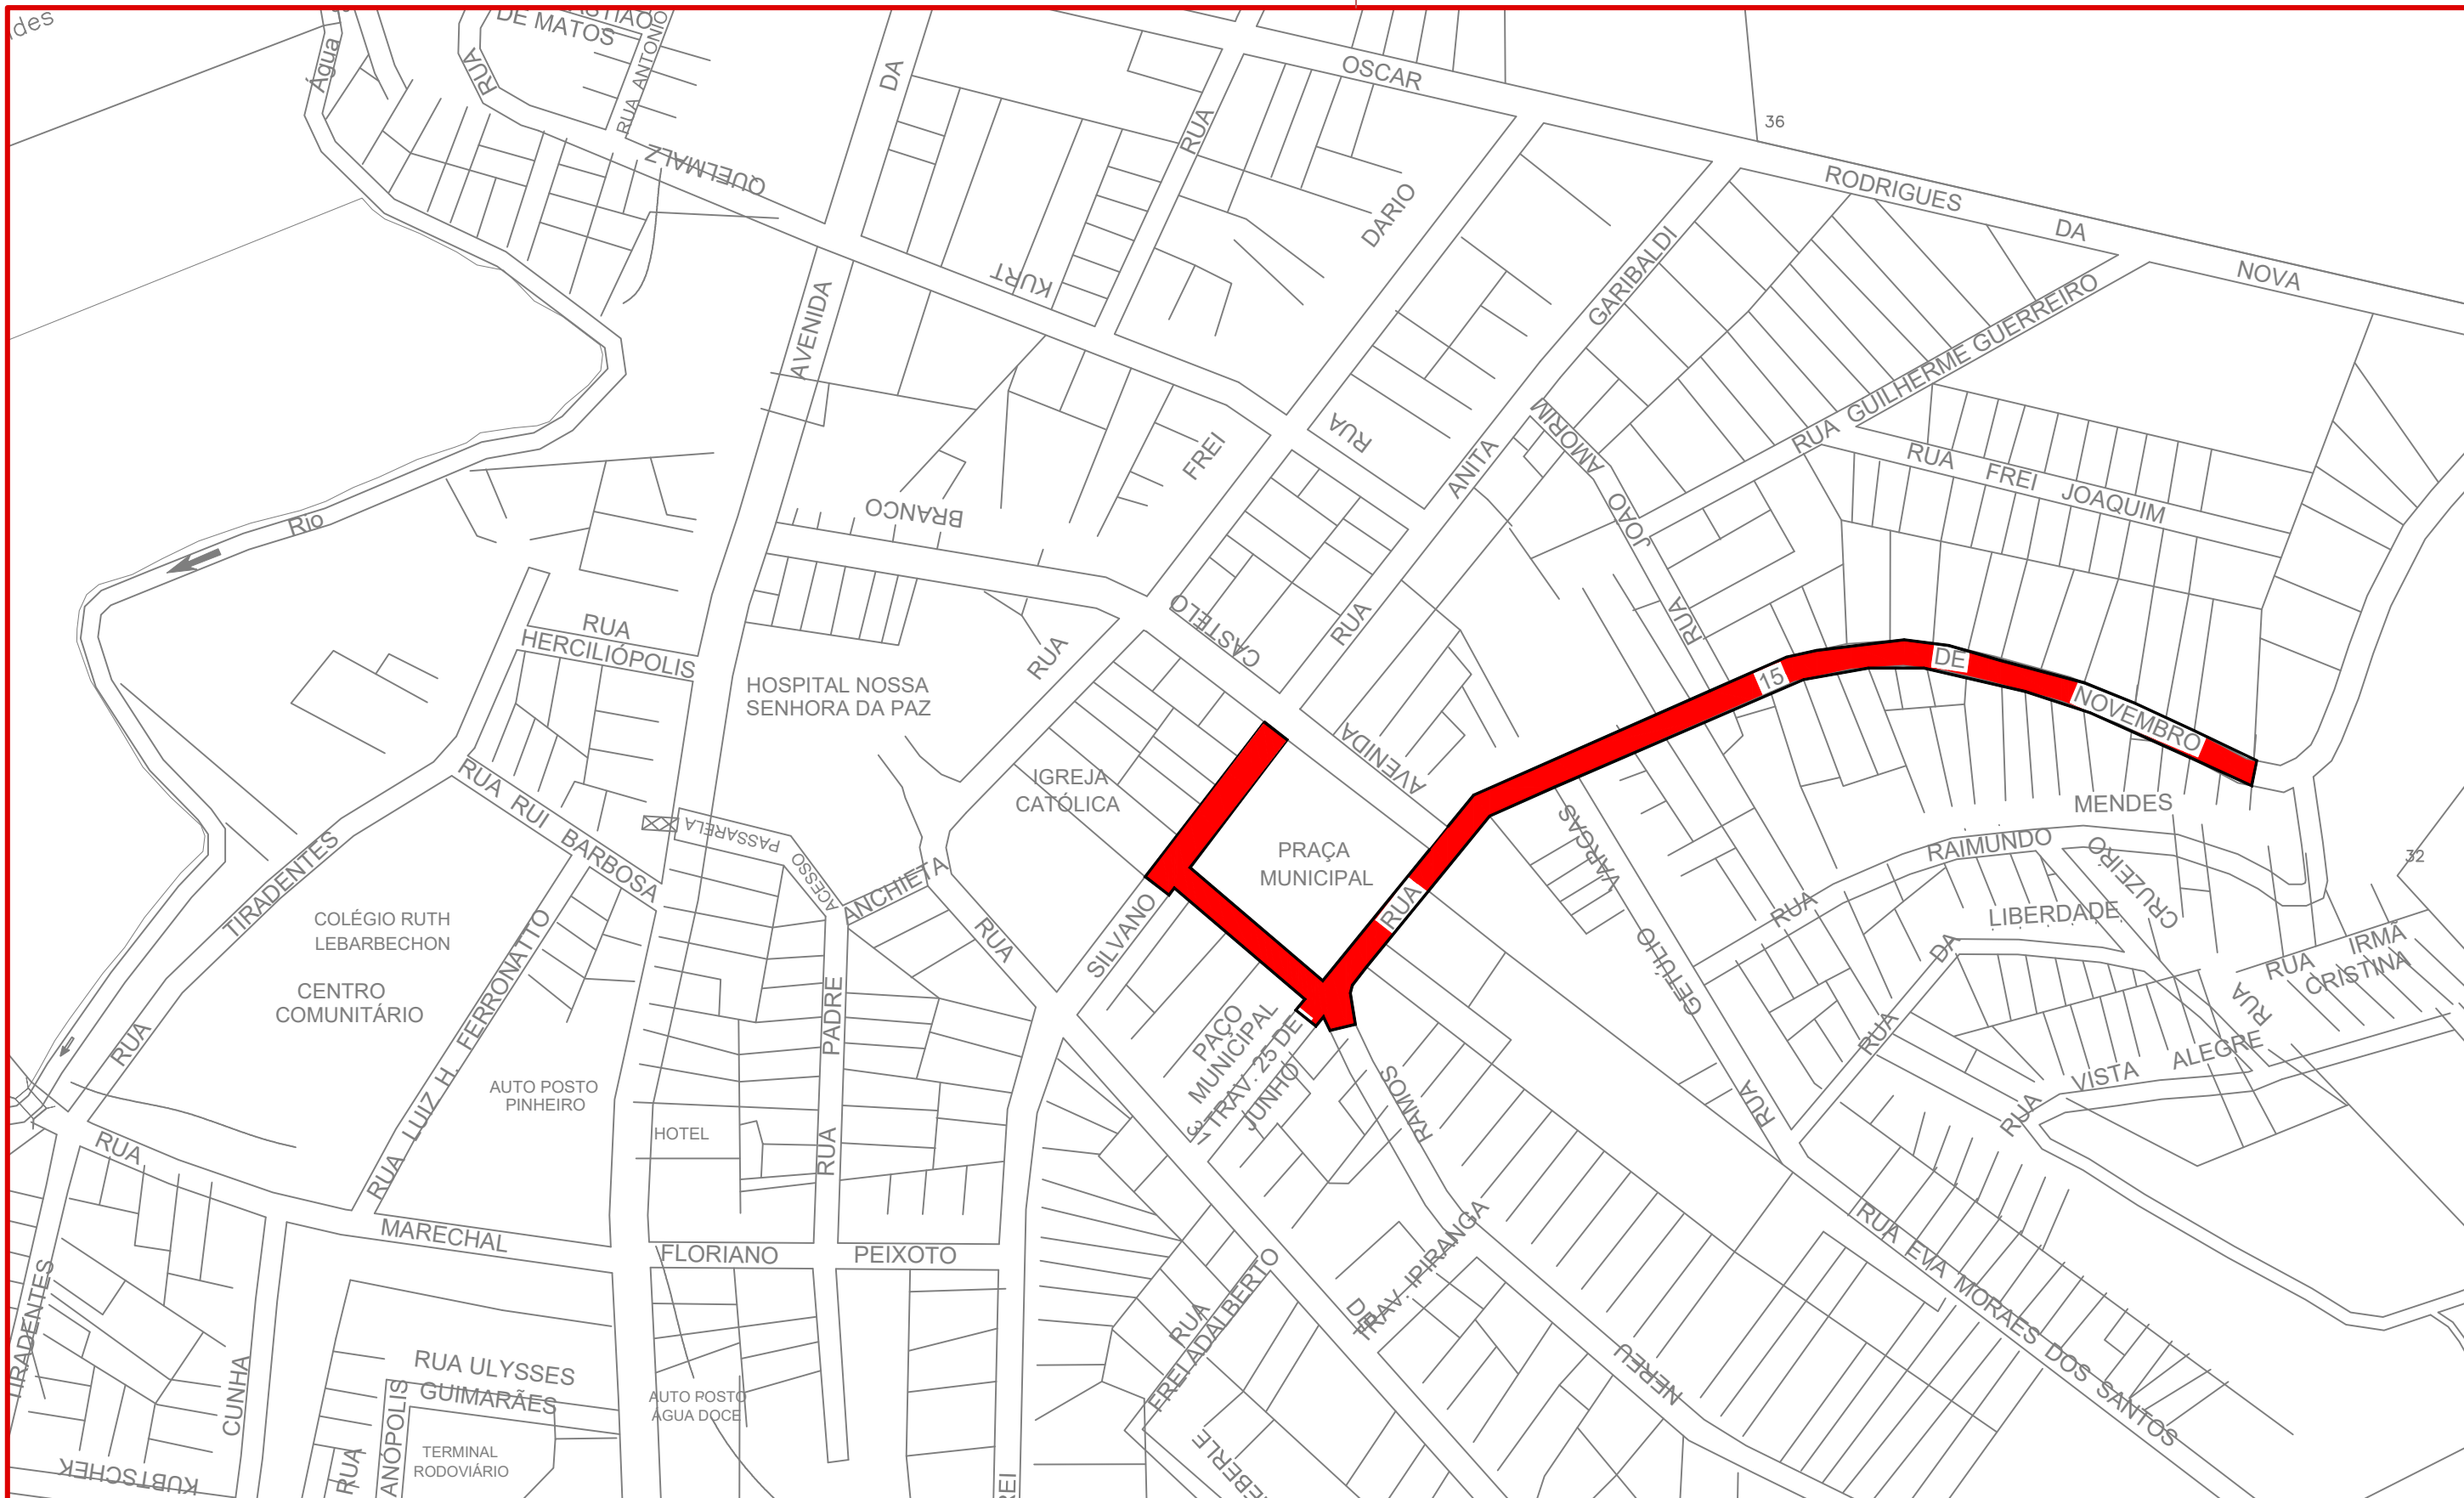 des
Água
RUA
DE MATOS
RUA ANTONIO
DA
QUELMALZ
KURT
RUA
OSCAR
36
RODRIGUES
DA
NOVA
DARIO
GARIBALDI
AVENIDA
RUA GUILHERME GUERREIRO
RUA
FREI
ANITA
AMORIM
JOAO
RUA
RUA FREI JOAQUIM
BRANCO
Rio
CASTELO
RUA
RUA
HERCILIÓPOLIS
RUA
HOSPITAL NOSSA
SENHORA DA PAZ
AVENIDA
15
DE
NOVEMBRO
IGREJA
CATÓLICA
RUA RUI BARBOSA
PASSARELA
ACESSO
ANCHIETA
PRAÇA
MUNICIPAL
RUA
VARGAS
MENDES
RAIMUNDO
RUA
CRUZEIRO
32
TIRADENTES
RUA
COLÉGIO RUTH
LEBARBECHON
CENTRO
COMUNITÁRIO
RUA LUIZ H. FERRONATTO
RUA
SILVANO
GETULIO
RUA
LIBERDADE
DA
RUA
RUA IRMÃ
CRISTINA
RUA
PADRE
RUA
PAÇO
MUNICIPAL
TRAV. 25 DE
JUNHO
3
RAMOS
VISTA ALEGRE
RUA
AUTO POSTO
PINHEIRO
HOTEL
RUA
MARECHAL
FLORIANO
PEIXOTO
TRAV. IPIRANGA
DE
RUA EVA MORAES DOS SANTOS
RUA
FREI ADALBERTO
NEREU
TIRADENTES
CUNHA
RUA ULYSSES
GUIMARÃES
AUTO POSTO
ÁGUA DOCE
TERMINAL
RODOVIÁRIO
KUBTSCHEK
RUA